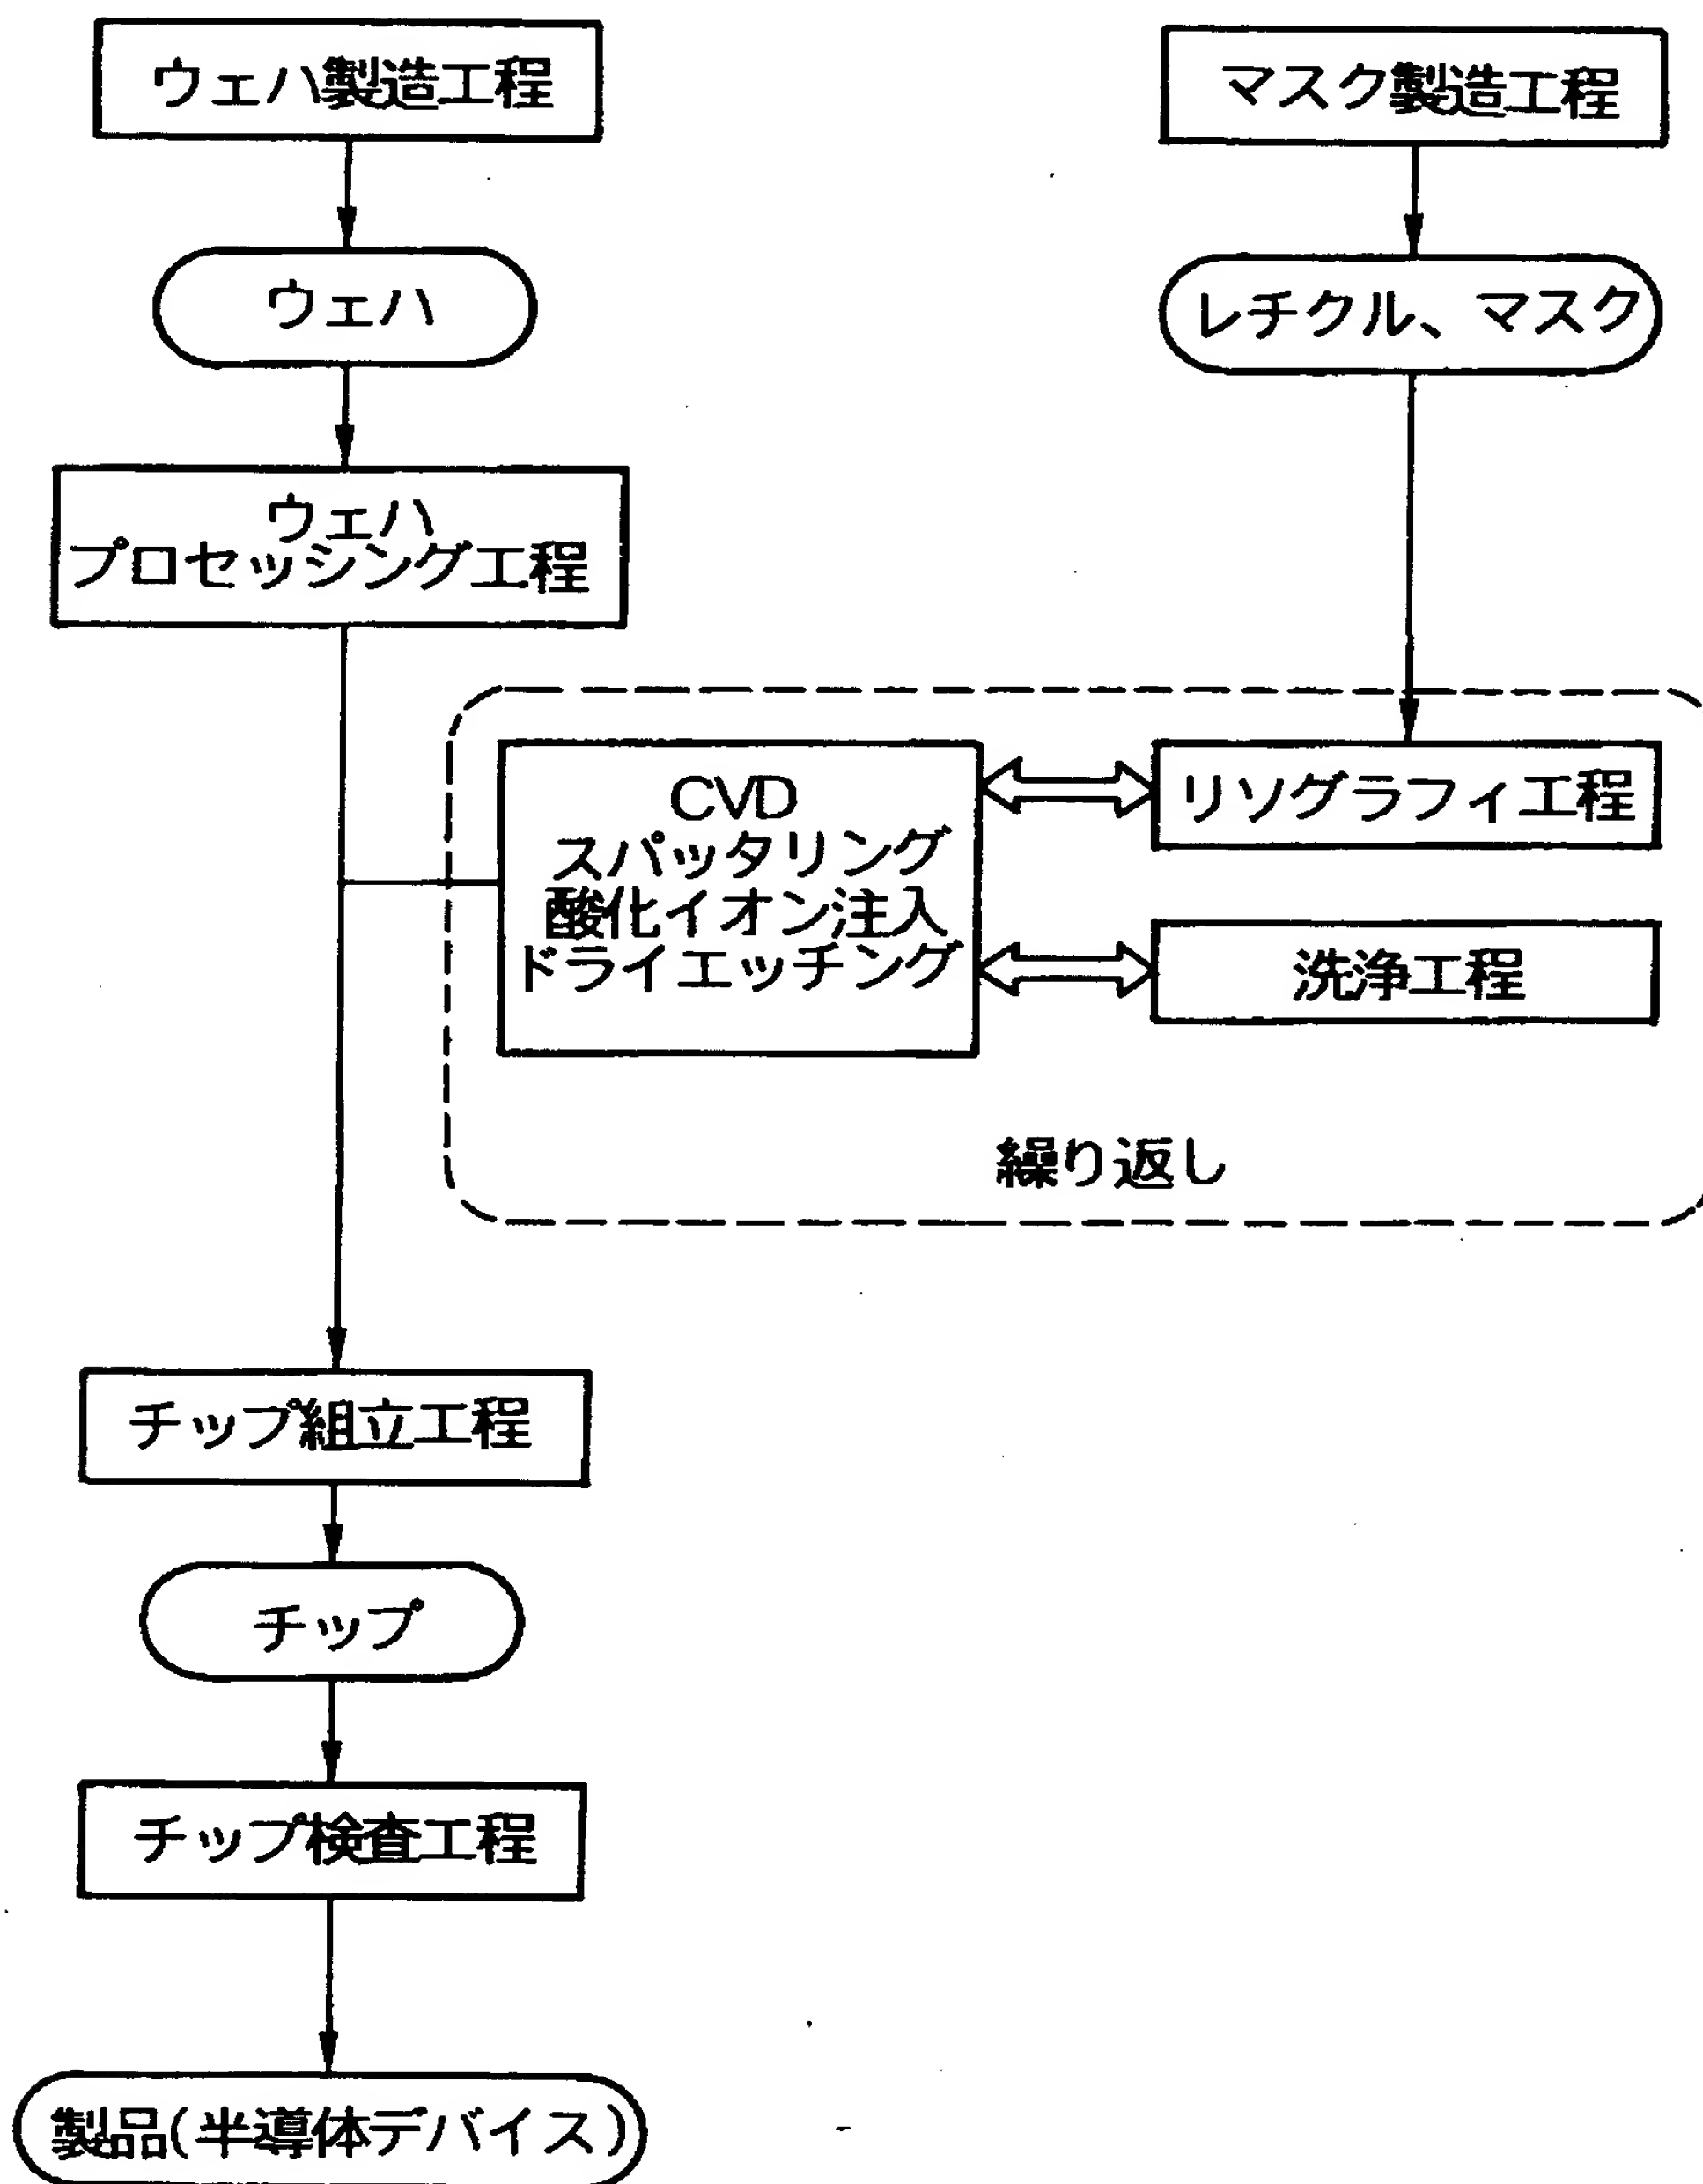 ウェハ製造工程
マスク製造工程
ウェハ
レチクル、マスク
ウェハ
プロセッシング工程
CVD
スパッタリング
酸化イオン注入
ドライエッチング
リソグラフィ工程
洗浄工程
繰り返し
チップ組立工程
チップ
チップ検査工程
製品(半導体デバイス)